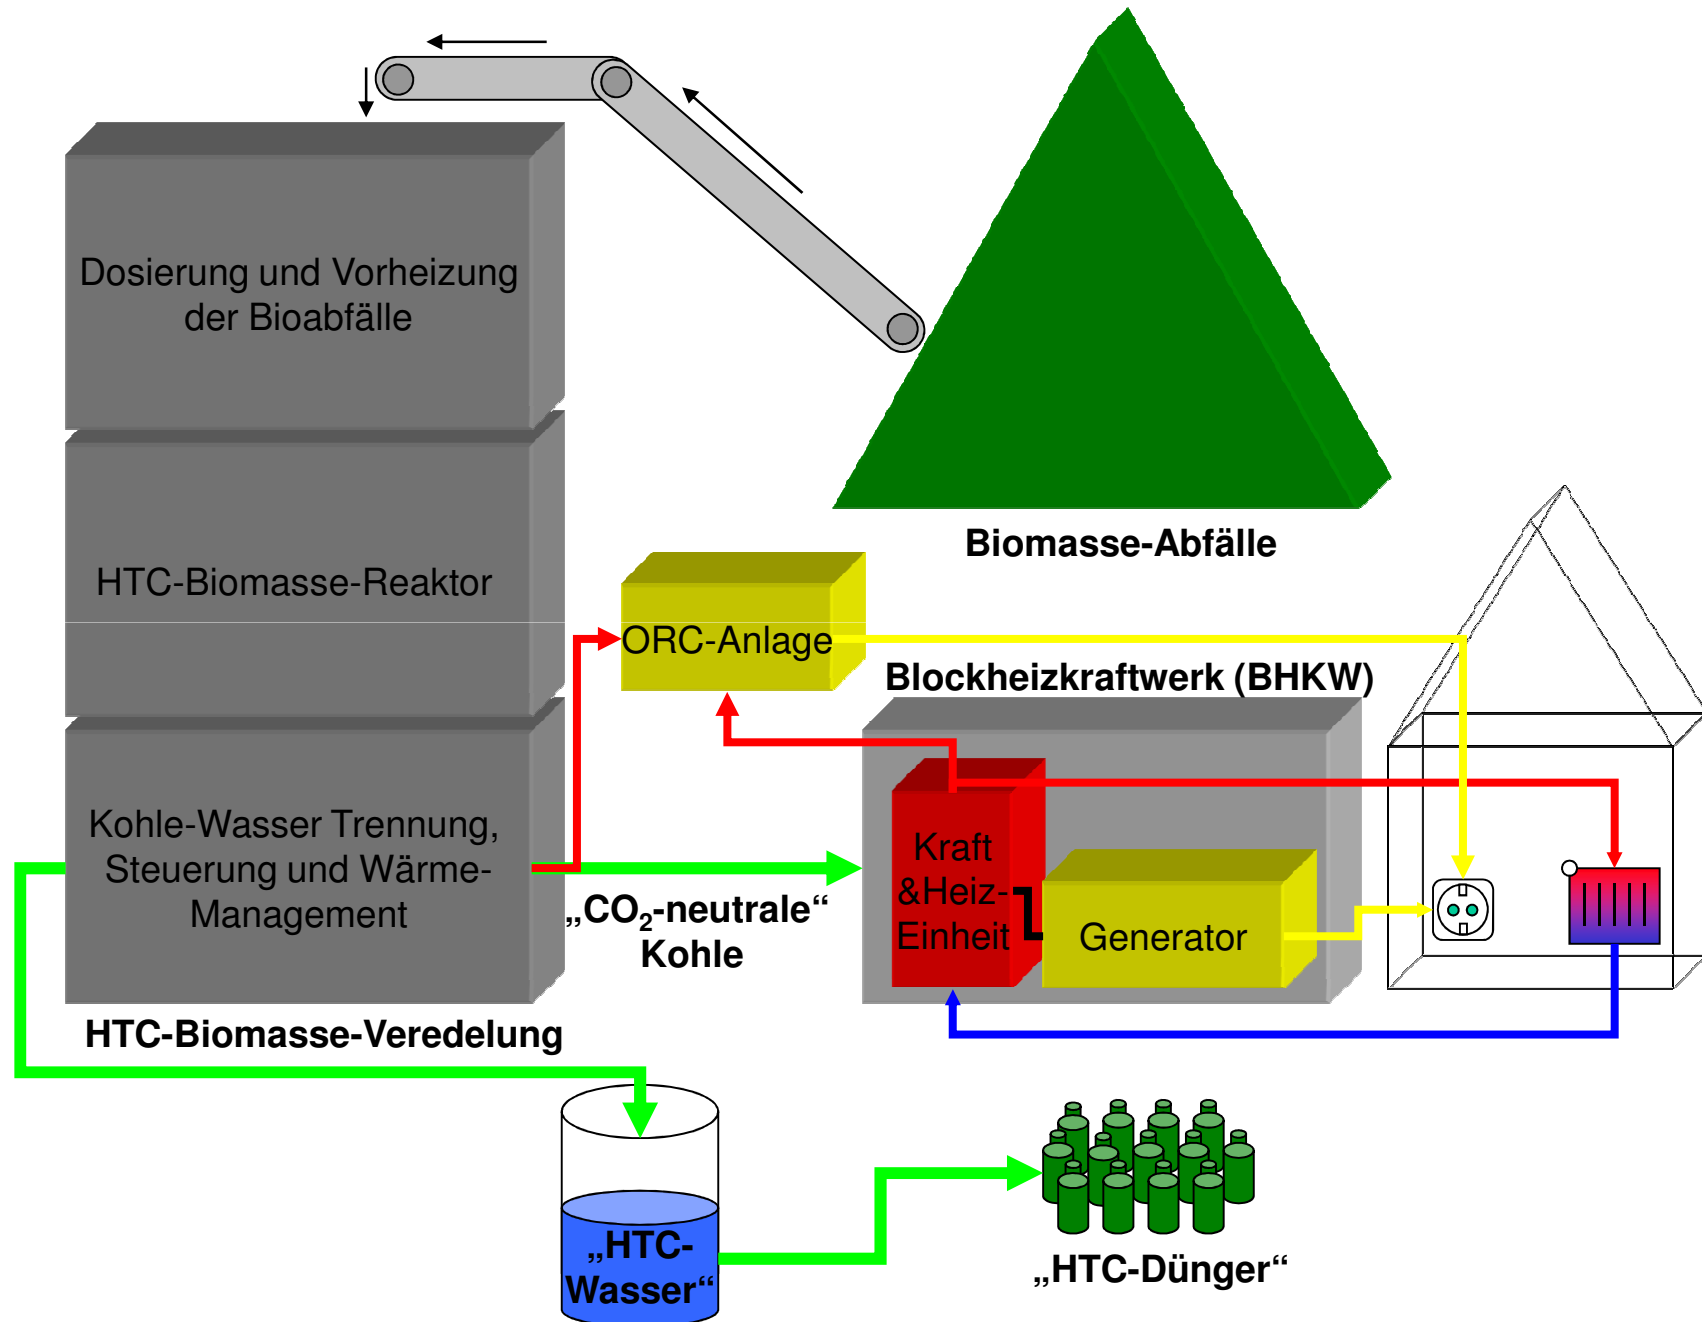 Dosierung und Vorheizung
der Bioabfälle
Biomasse-Abfälle
HTC-Biomasse-Reaktor
ORC-Anlage
Blockheizkraftwerk (BHKW)
Kohle-Wasser Trennung,
Steuerung und Wärme-
Management
„CO₂-neutrale“
Kohle
Kraft
&Heiz-
Einheit
Generator
HTC-Biomasse-Veredelung
„HTC-
Wasser“
„HTC-Dünger“